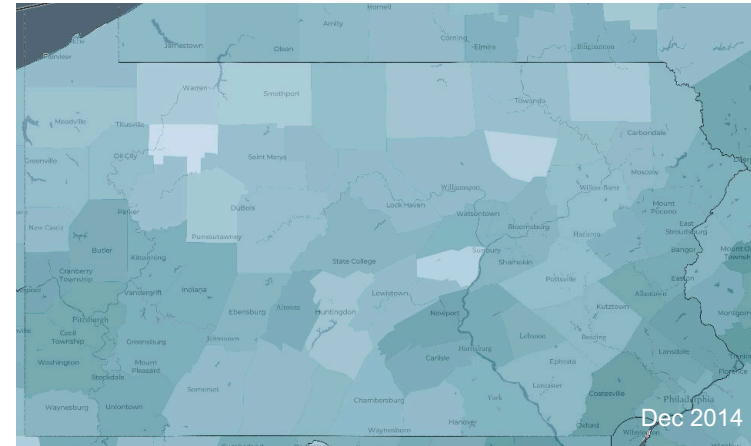 Hornell
Amity
Corning
Jamestown
Olean
Elmira
Binghamton
Warren
Smethport
Towanda
Meadville
Titusville
Carbondale
Greenville
Oil City
Saint Marys
Moscow
Williamsport
Wilkes-Barre
DuBois
Lock Haven
Mount
Pocono
Parker
Watsontown
New Castle
Bloomsburg
East
Stroudsburg
Punxsutawney
Hazleton
Butler
Sunbury
Bangor
Kittanning
State College
Shamokin
Cranberry
Township
Easton
Pottsville
Vandergrift
Indiana
Lewistown
Allentown
Kutztown
Ebensburg
Altoona
Huntingdon
Newport
Pittsburgh
Cecil
Township
Greensburg
Johnstown
Lebanon
Reading
Harrisburg
Lansdale
Carlisle
Washington
Mount
Pleasant
Ephrata
Florence
Somerset
Lancaster
Coatesville
Chambersburg
York
Philadelphia
Waynesburg
Uniontown
Dec 2014
Hanover
Oxford
Waynesboro
Wilmington